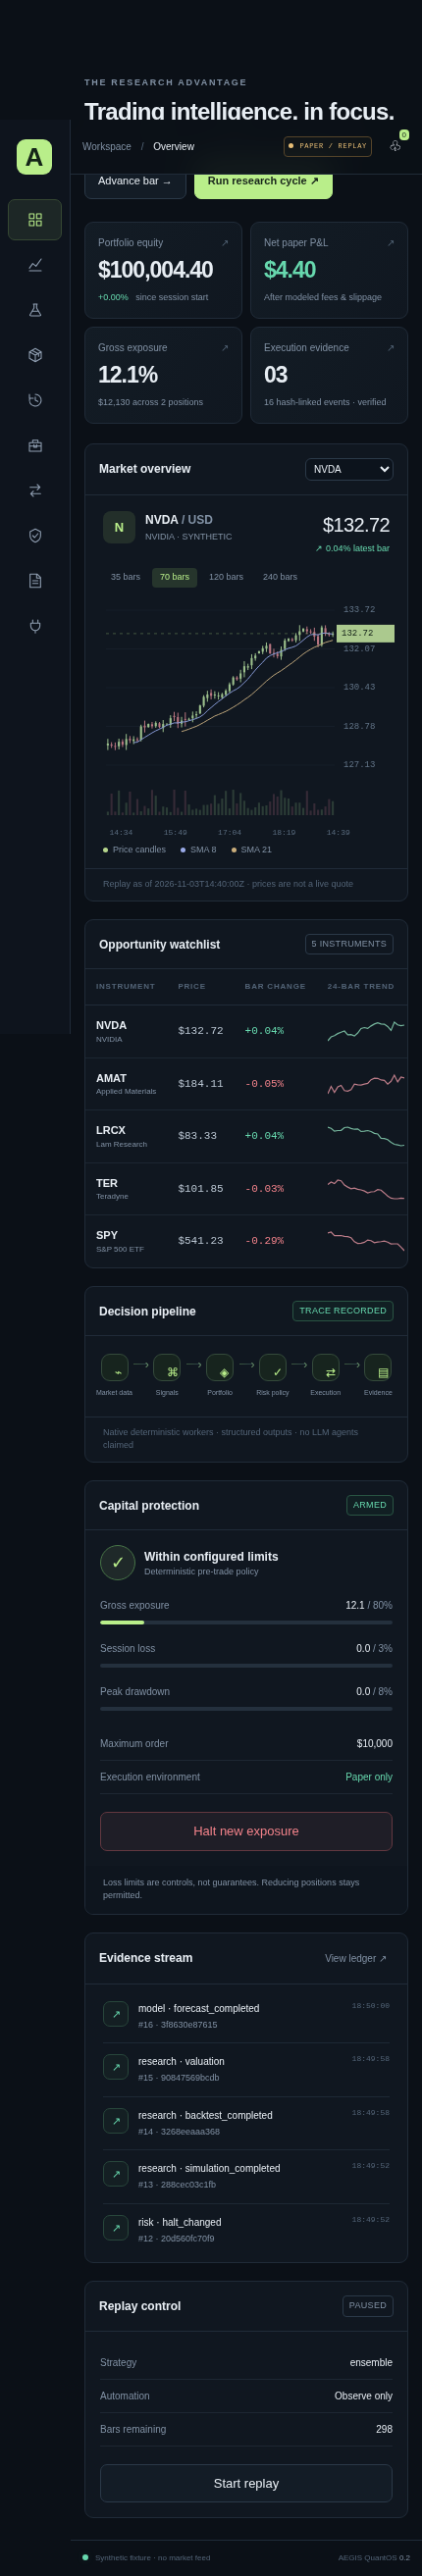 THE RESEARCH ADVANTAGE
Trading intelligence, in focus.
A
Workspace / Overview
PAPER / REPLAY
0
Advance bar →
Run research cycle ↗
Portfolio equity ↗
$100,004.40
+0.00% since session start
Net paper P&L ↗
$4.40
After modeled fees & slippage
Gross exposure ↗
12.1%
$12,130 across 2 positions
Execution evidence ↗
03
16 hash-linked events · verified
Market overview
NVDA
N
NVDA / USD
NVIDIA · SYNTHETIC
$132.72
↗ 0.04% latest bar
35 bars 70 bars 120 bars 240 bars
133.72
132.72
132.07
130.43
128.78
127.13
14:34 15:49 17:04 18:19 14:39
Price candles SMA 8 SMA 21
Replay as of 2026-11-03T14:40:00Z · prices are not a live quote
Opportunity watchlist
5 INSTRUMENTS
INSTRUMENT PRICE BAR CHANGE 24-BAR TREND
NVDA $132.72 +0.04%
NVIDIA
AMAT $184.11 -0.05%
Applied Materials
LRCX $83.33 +0.04%
Lam Research
TER $101.85 -0.03%
Teradyne
SPY $541.23 -0.29%
S&P 500 ETF
Decision pipeline
TRACE RECORDED
Market data Signals Portfolio Risk policy Execution Evidence
Native deterministic workers · structured outputs · no LLM agents
claimed
Capital protection
ARMED
✓
Within configured limits
Deterministic pre-trade policy
Gross exposure 12.1 / 80%
Session loss 0.0 / 3%
Peak drawdown 0.0 / 8%
Maximum order $10,000
Execution environment Paper only
Halt new exposure
Loss limits are controls, not guarantees. Reducing positions stays
permitted.
Evidence stream
View ledger ↗
↗ model · forecast_completed 18:50:00
#16 · 3f8630e87615
↗ research · valuation 18:49:58
#15 · 90847569bcdb
↗ research · backtest_completed 18:49:58
#14 · 3268eeaaa368
↗ research · simulation_completed 18:49:52
#13 · 288cec03c1fb
↗ risk · halt_changed 18:49:52
#12 · 20d560fc70f9
Replay control
PAUSED
Strategy ensemble
Automation Observe only
Bars remaining 298
Start replay
Synthetic fixture · no market feed
AEGIS QuantOS 0.2